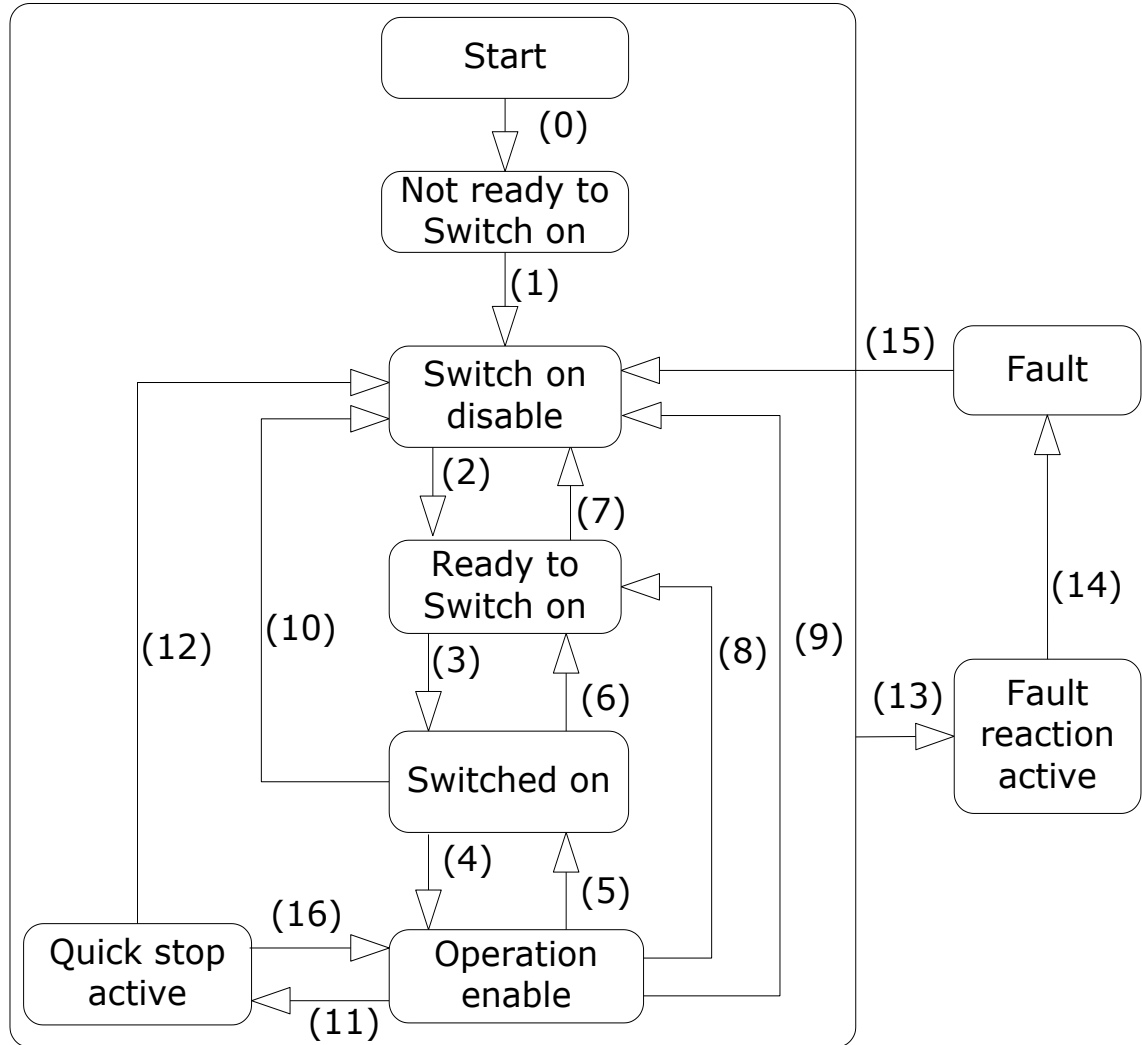 Start
(0)
Not ready to
Switch on
(1)
(15)
Switch on
disable
Fault
(2)
(7)
Ready to
Switch on
(14)
(12)
(10)
(3)
(8)
(9)
(6)
(13)
Fault
reaction
active
Switched on
(4)
(5)
(16)
Quick stop
active
Operation
enable
(11)